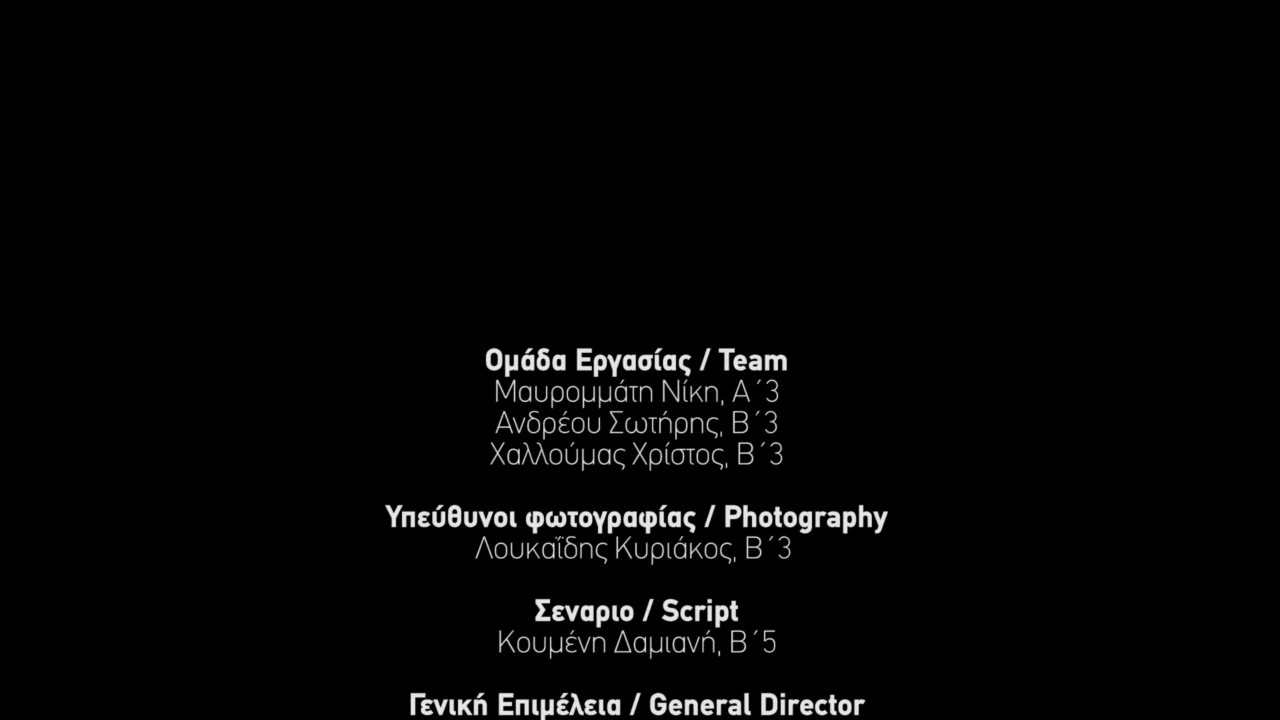 Ομάδα Εργασίας / Team
Μαυρομμάτη Νίκη, Α΄3
Ανδρέου Σωτήρης, Β΄3
Χαλλούμας Χρίστος, Β΄3
Υπεύθυνοι φωτογραφίας / Photography
Λουκαΐδης Κυριάκος, Β΄3
Σεναριο / Script
Κουμένη Δαμιανή, Β΄5
Γενική Επιμέλεια / General Director